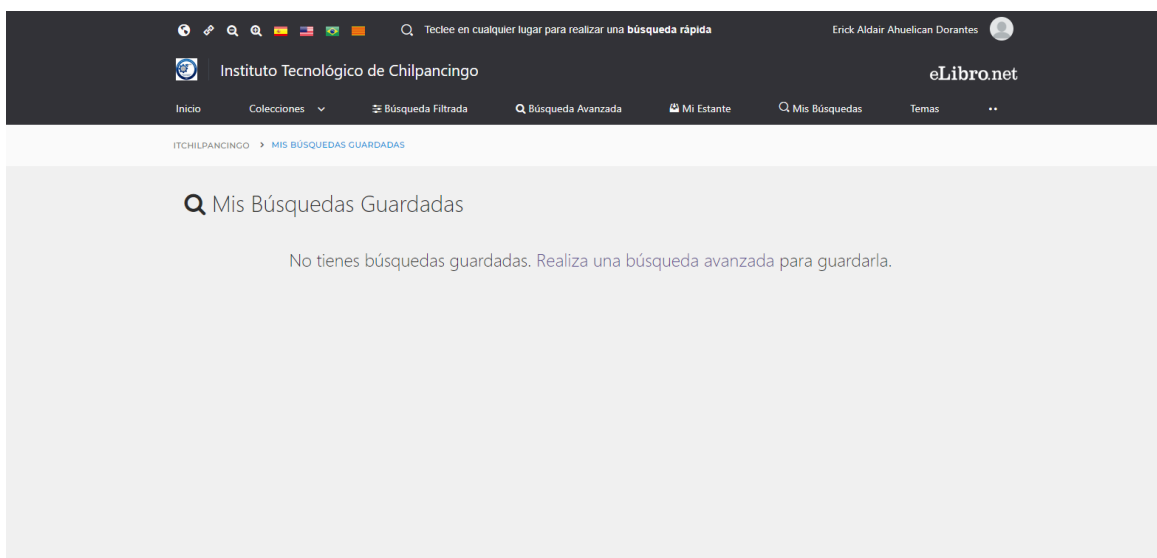 Teclee en cualquier lugar para realizar una búsqueda rápida
Erick Aldair Ahuelican Dorantes
Instituto Tecnológico de Chilpancingo
eLibro.net
Inicio
Colecciones
Búsqueda Filtrada
Búsqueda Avanzada
Mi Estante
Mis Búsquedas
Temas
ITCHILPANCINGO > MIS BÚSQUEDAS GUARDADAS
Mis Búsquedas Guardadas
No tienes búsquedas guardadas. Realiza una búsqueda avanzada para guardarla.